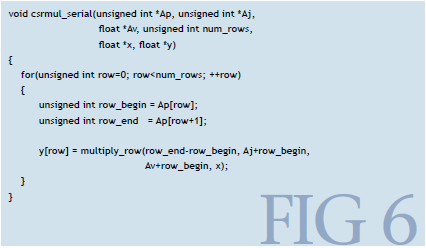 void csrmul_serial(unsigned int *Ap, unsigned int *Aj,
float *Av, unsigned int num_rows,
float *x, float *y)
{
for(unsigned int row=0; row<num_rows; ++row)
{
unsigned int row_begin = Ap[row];
unsigned int row_end = Ap[row+1];
y[row] = multiply_row(row_end-row_begin, Aj+row_begin,
Av+row_begin, x);
}
}
FIG 6